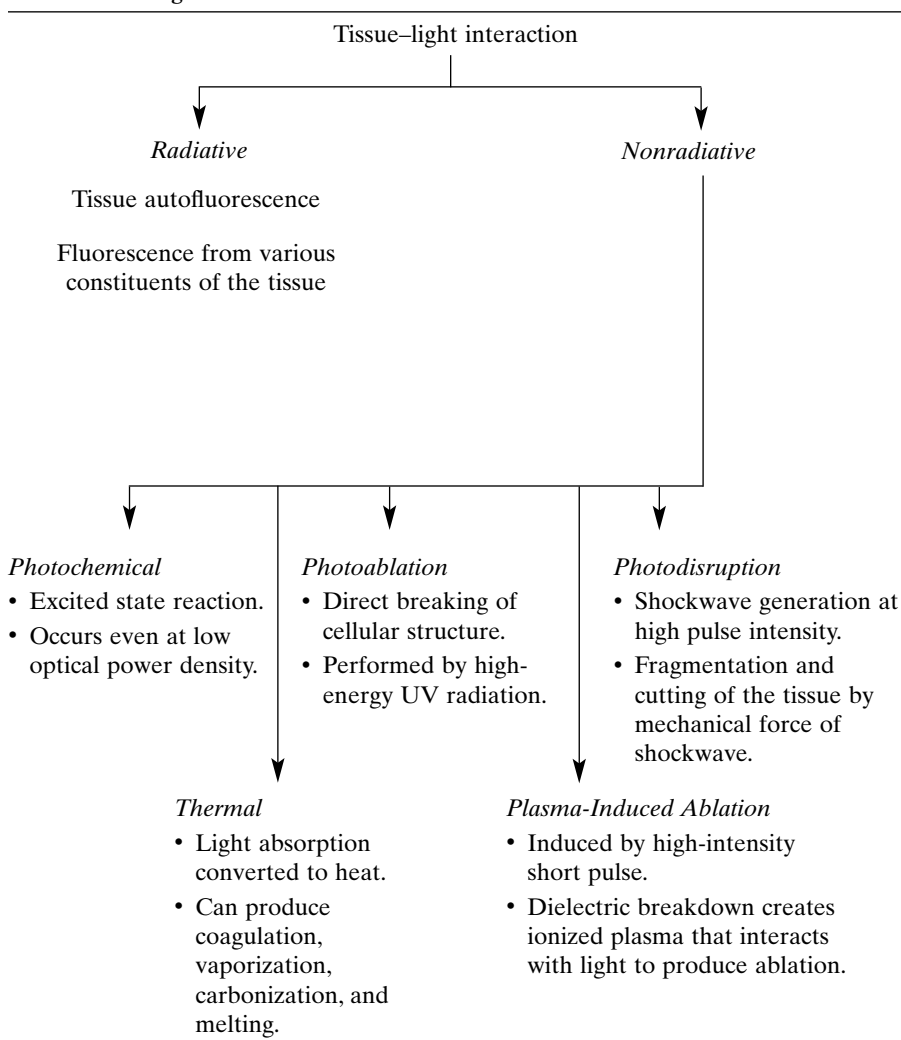 Tissue–light interaction
Radiative
Nonradiative
Tissue autofluorescence
Fluorescence from various
constituents of the tissue
Photochemical
• Excited state reaction.
• Occurs even at low
optical power density.
Photoablation
• Direct breaking of
cellular structure.
• Performed by high-
energy UV radiation.
Photodisruption
• Shockwave generation at
high pulse intensity.
• Fragmentation and
cutting of the tissue by
mechanical force of
shockwave.
Thermal
• Light absorption
converted to heat.
• Can produce
coagulation,
vaporization,
carbonization, and
melting.
Plasma-Induced Ablation
• Induced by high-intensity
short pulse.
• Dielectric breakdown creates
ionized plasma that interacts
with light to produce ablation.